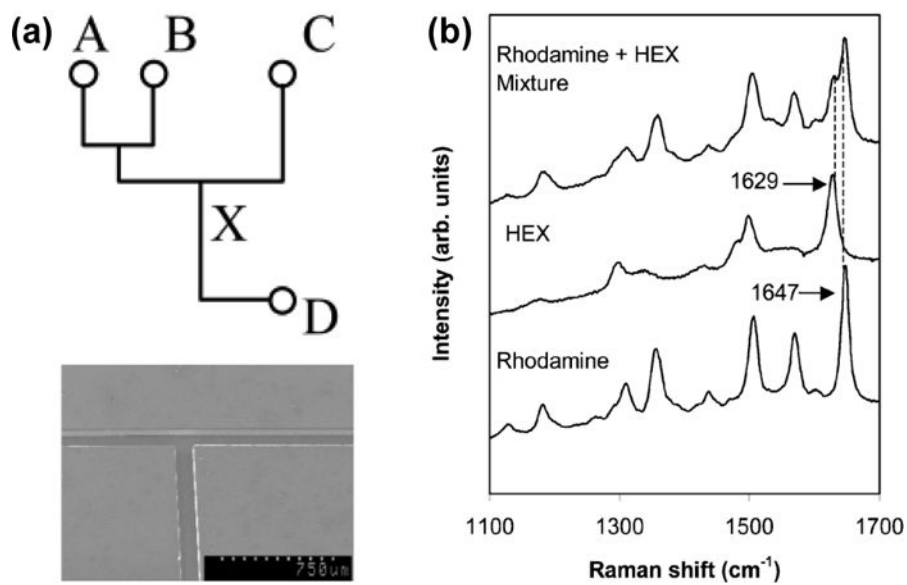 (a)
A
B
C
X
D
750um
(b)
Rhodamine + HEX
Mixture
1629
HEX
1647
Rhodamine
Intensity (arb. units)
1100
1300
1500
1700
Raman shift (cm⁻¹)